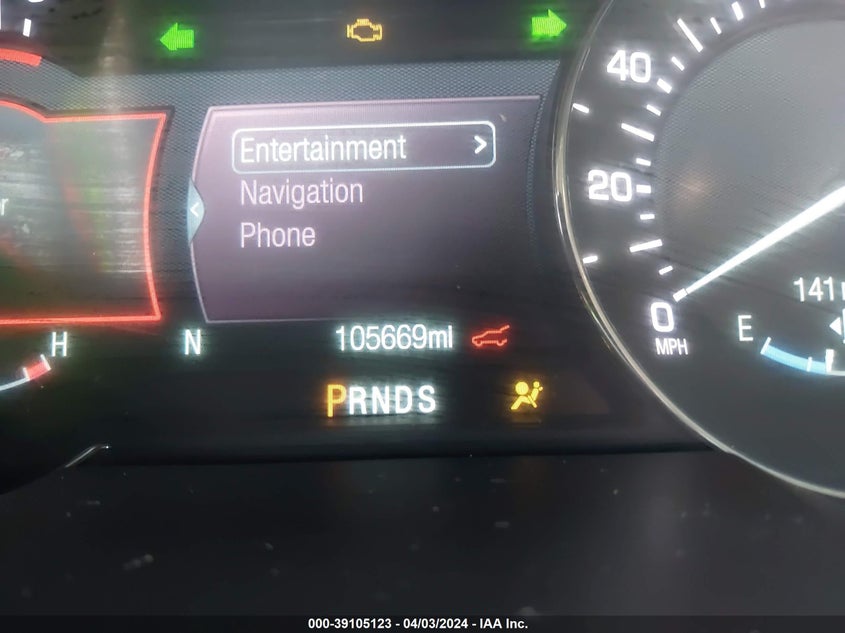 40
Entertainment >
Navigation
20
Phone
141
105669mi
0
MPH
H
N
E
PRNDS
000-39105123 - 04/03/2024 - IAA Inc.